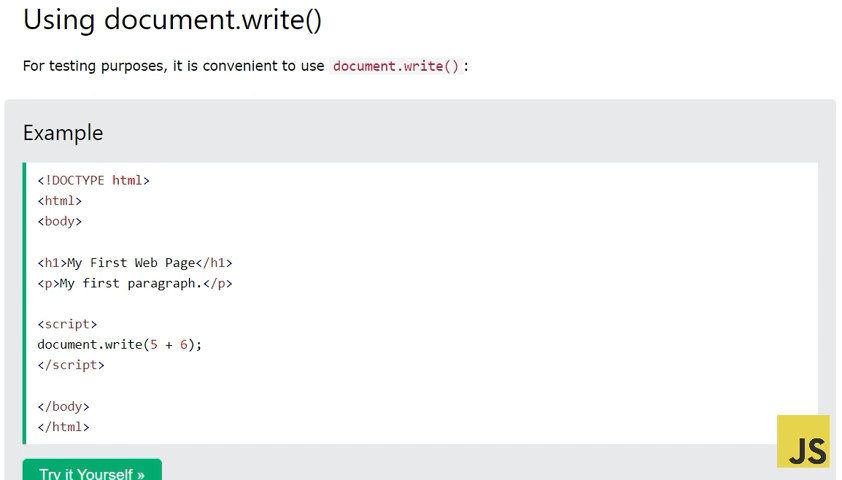 Using document.write()
For testing purposes, it is convenient to use document.write():
Example
<!DOCTYPE html>
<html>
<body>
<h1>My First Web Page</h1>
<p>My first paragraph.</p>
<script>
document.write(5 + 6);
</script>
</body>
</html>
JS
Try it Yourself »